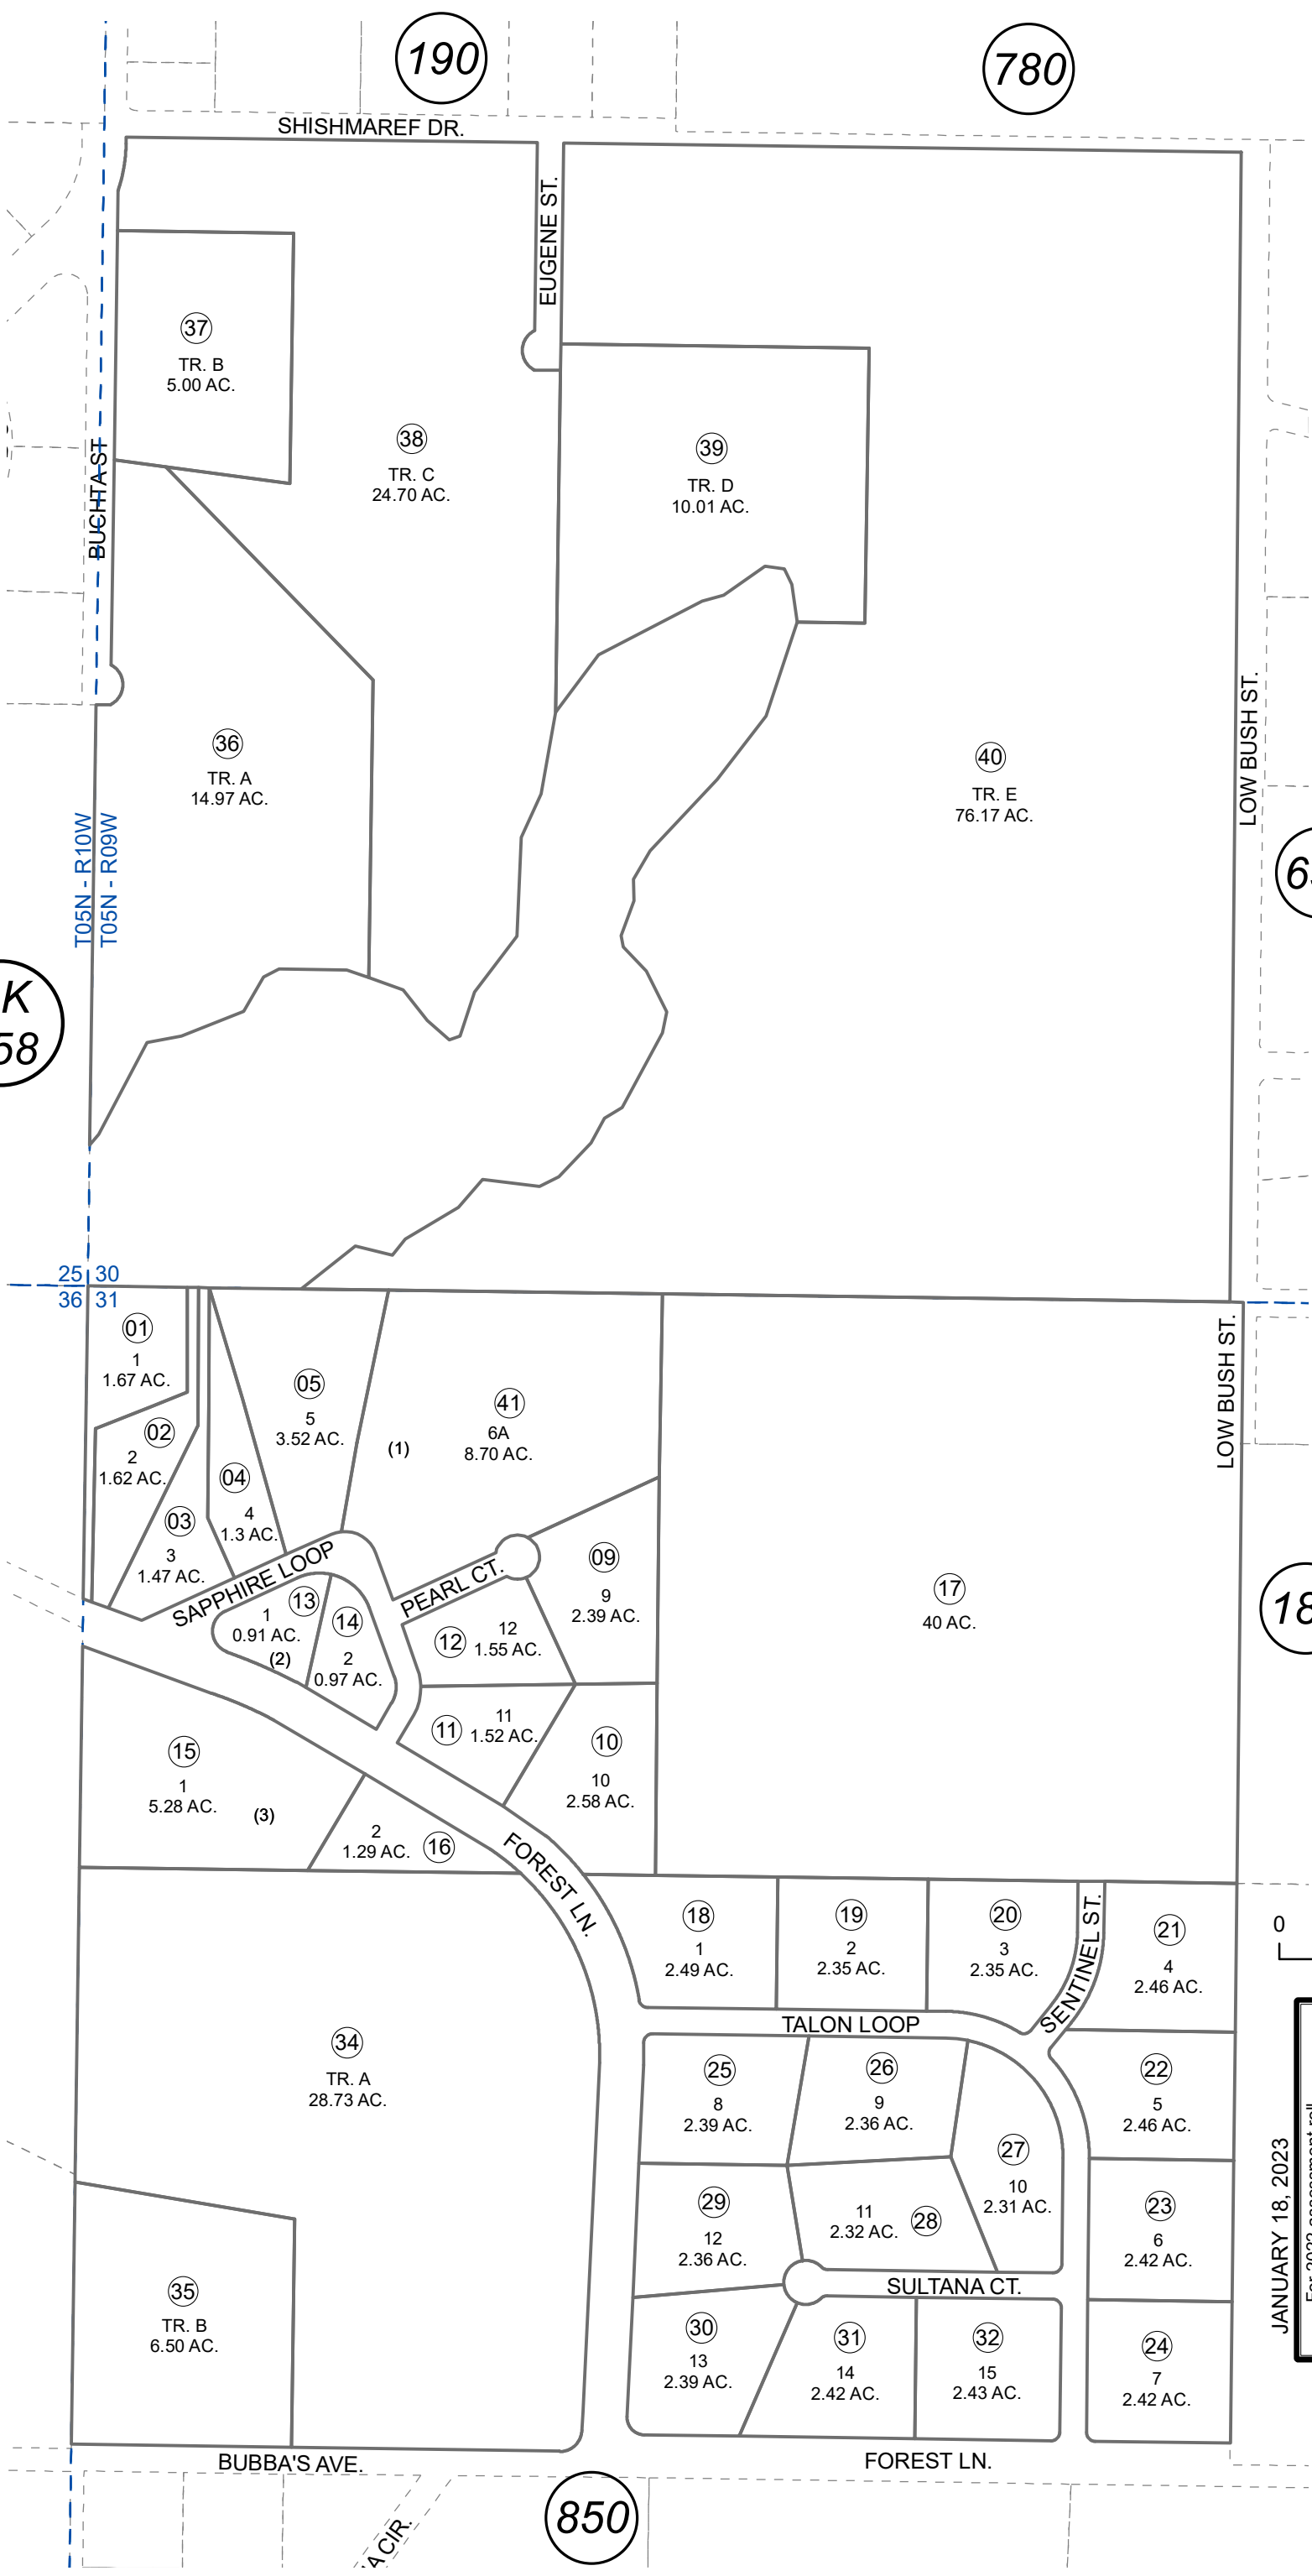 190
780
SHISHMAREF DR.
EUGENE ST.
37
TR. B
5.00 AC.
38
TR. C
24.70 AC.
39
TR. D
10.01 AC.
BUCHTA ST
LOW BUSH ST.
36
TR. A
14.97 AC.
40
TR. E
76.17 AC.
T05N - R10W
T05N - R09W
K
58
25 30
36 31
LOW BUSH ST.
01
1
1.67 AC.
02
2
1.62 AC.
03
3
1.47 AC.
04
4
1.3 AC.
05
5
3.52 AC.
(1)
41
6A
8.70 AC.
SAPPHIRE LOOP
PEARL CT.
09
9
2.39 AC.
17
40 AC.
18
13
1
0.91 AC.
(2)
14
2
0.97 AC.
12
12
1.55 AC.
11
11
1.52 AC.
10
10
2.58 AC.
15
1
5.28 AC.
(3)
2
1.29 AC.
16
FOREST LN.
18
1
2.49 AC.
19
2
2.35 AC.
20
3
2.35 AC.
SENTINEL ST.
21
4
2.46 AC.
0
TALON LOOP
34
TR. A
28.73 AC.
25
8
2.39 AC.
26
9
2.36 AC.
27
10
2.31 AC.
22
5
2.46 AC.
29
12
2.36 AC.
11
2.32 AC.
28
23
6
2.42 AC.
JANUARY 18, 2023
SULTANA CT.
35
TR. B
6.50 AC.
30
13
2.39 AC.
31
14
2.42 AC.
32
15
2.43 AC.
24
7
2.42 AC.
BUBBA'S AVE.
FOREST LN.
850
CIR.